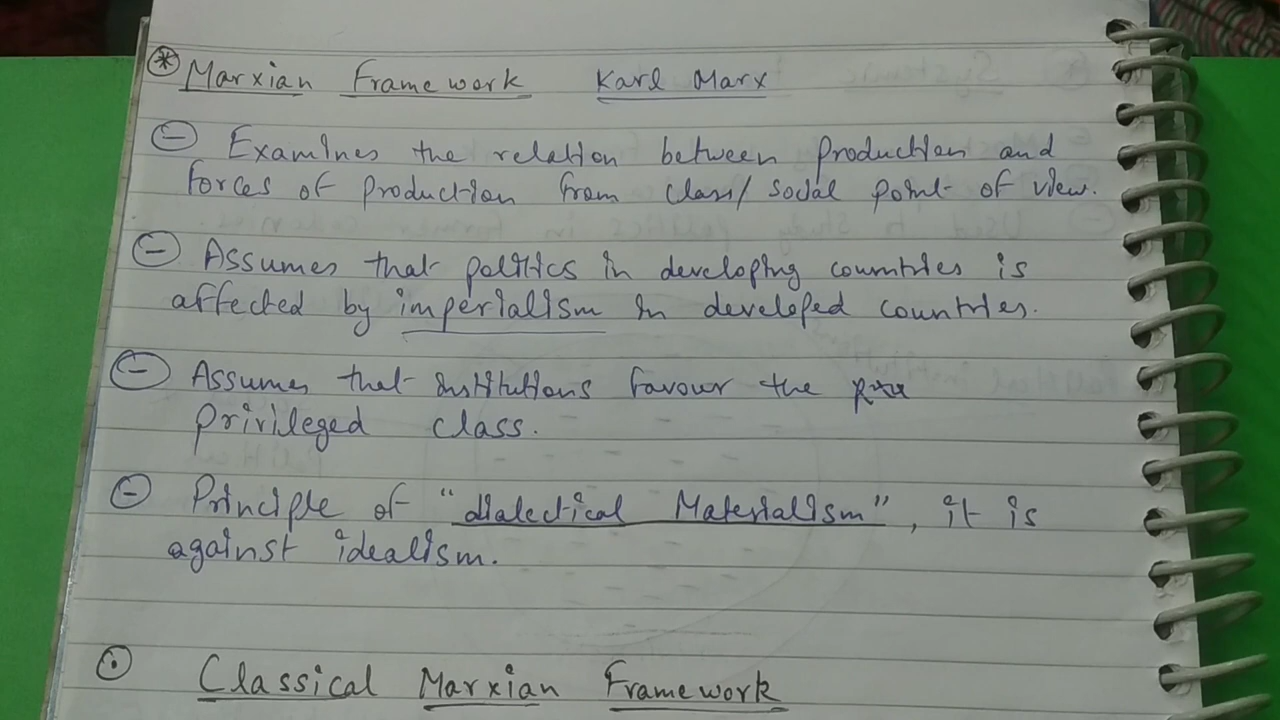 * Marxian Framework Karl Marx
- Examines the relation between production and
forces of production from class/ social point of view.
- Assumes that politics in developing countries is
affected by imperialism in developed countries.
- Assumes that institutions favour the
privileged class.
- Principle of "dialectical Materialism", it is
against idealism.
• Classical Marxian Framework